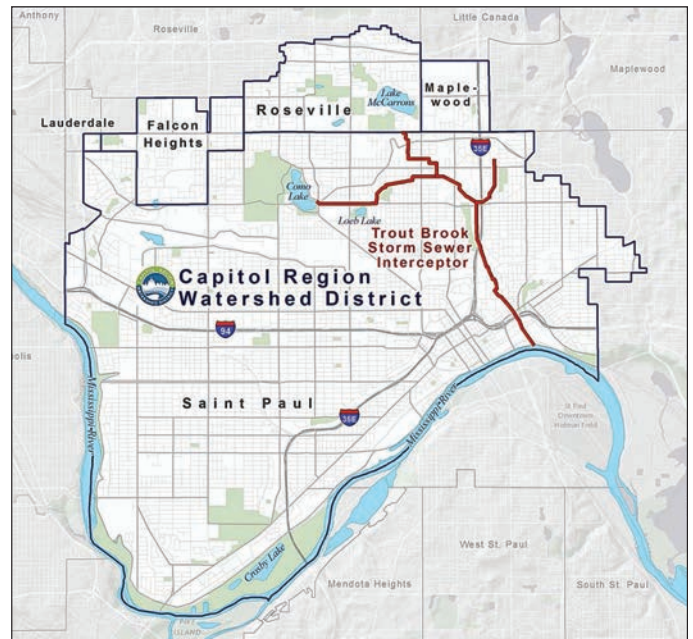 Anthony
Roseville
Little Canada
Maplewood
Lake
McCarrons
Maple-
wood
Roseville
Lauderdale
Falcon
Heights
35E
Como
Lake
Loeb Lake
Trout Brook
Storm Sewer
Interceptor
Capitol Region
Watershed District
94
Mississippi River
Saint Paul
35E
Mississippi River
St Paul
Downtown
Holman Field
Crosby Lake
West St. Paul
Mendota Heights
South St. Paul
ISLAND